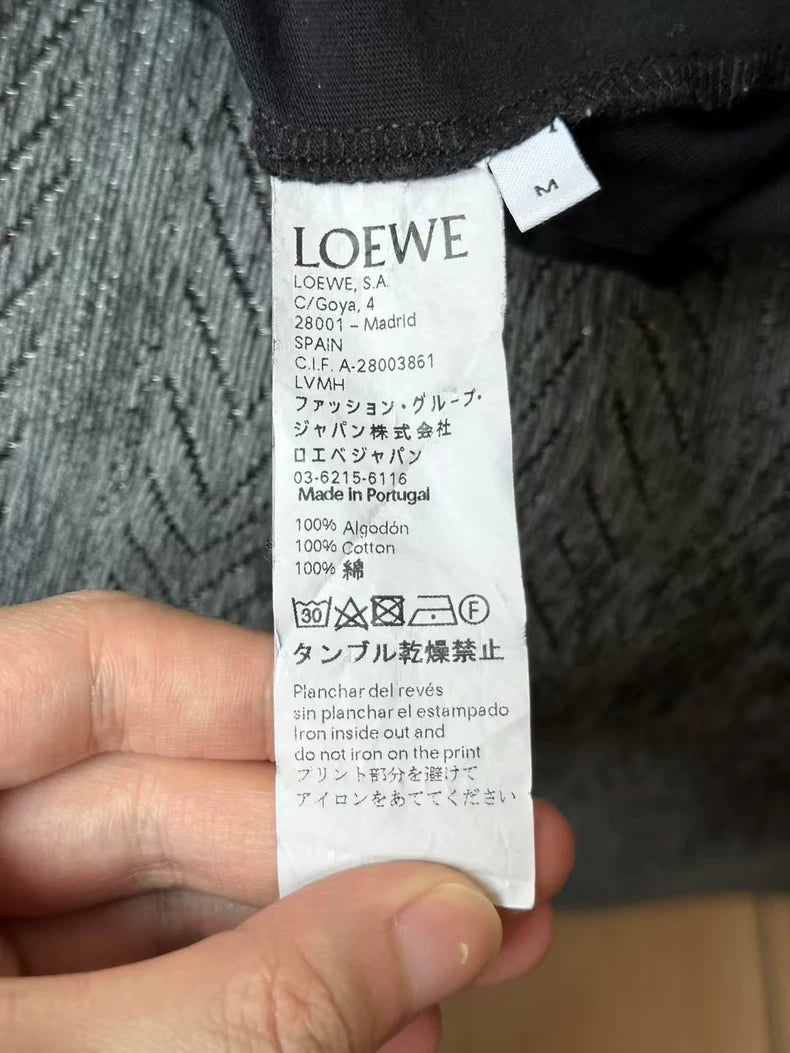 M
LOEWE
LOEWE, S.A.
C/Goya, 4
28001 – Madrid
SPAIN
C.I.F. A-28003861
LVMH
ファッション・グループ・
ジャパン株式会社
ロエベジャパン
03-6215-6116
Made in Portugal
100% Algodón
100% Cotton
100% 綿
30 F
タンブル乾燥禁止
Planchar del revés
sin planchar el estampado
Iron inside out and
do not iron on the print
プリント部分を避けて
アイロンをあててください